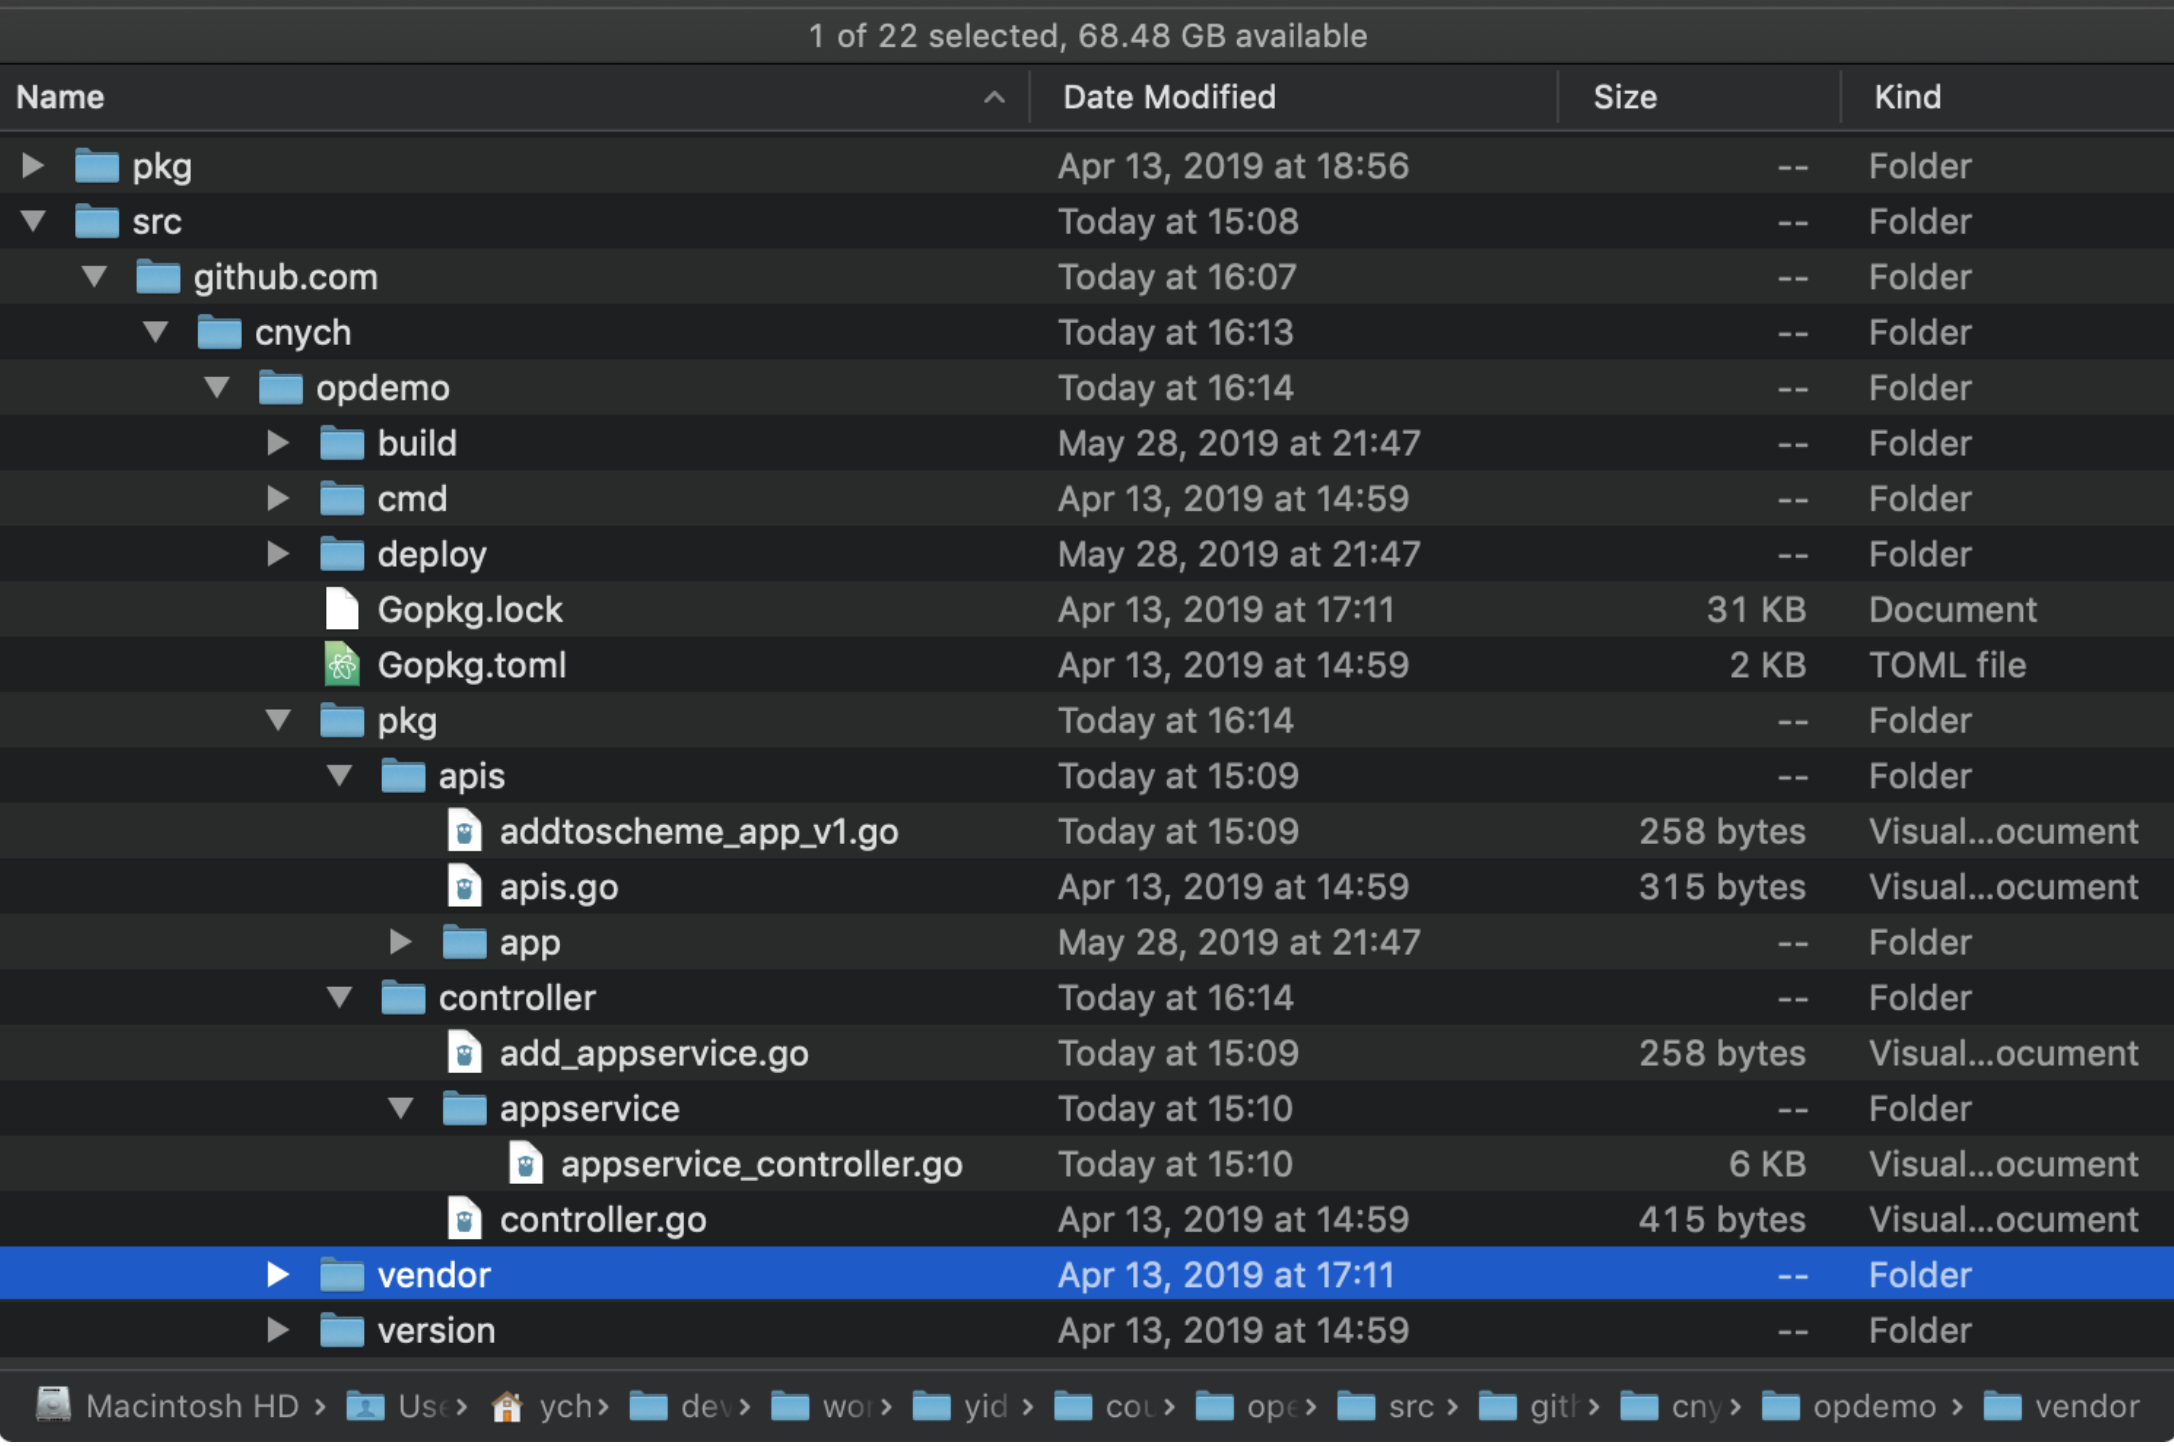 1 of 22 selected, 68.48 GB available
Name Date Modified Size Kind
pkg Apr 13, 2019 at 18:56 -- Folder
src Today at 15:08 -- Folder
github.com Today at 16:07 -- Folder
cnych Today at 16:13 -- Folder
opdemo Today at 16:14 -- Folder
build May 28, 2019 at 21:47 -- Folder
cmd Apr 13, 2019 at 14:59 -- Folder
deploy May 28, 2019 at 21:47 -- Folder
Gopkg.lock Apr 13, 2019 at 17:11 31 KB Document
Gopkg.toml Apr 13, 2019 at 14:59 2 KB TOML file
pkg Today at 16:14 -- Folder
apis Today at 15:09 -- Folder
addtoscheme_app_v1.go Today at 15:09 258 bytes Visual...ocument
apis.go Apr 13, 2019 at 14:59 315 bytes Visual...ocument
app May 28, 2019 at 21:47 -- Folder
controller Today at 16:14 -- Folder
add_appservice.go Today at 15:09 258 bytes Visual...ocument
appservice Today at 15:10 -- Folder
appservice_controller.go Today at 15:10 6 KB Visual...ocument
controller.go Apr 13, 2019 at 14:59 415 bytes Visual...ocument
vendor Apr 13, 2019 at 17:11 -- Folder
version Apr 13, 2019 at 14:59 -- Folder
Macintosh HD › Use › ych › dev › wor › yid › cou › ope › src › gith › cny › opdemo › vendor